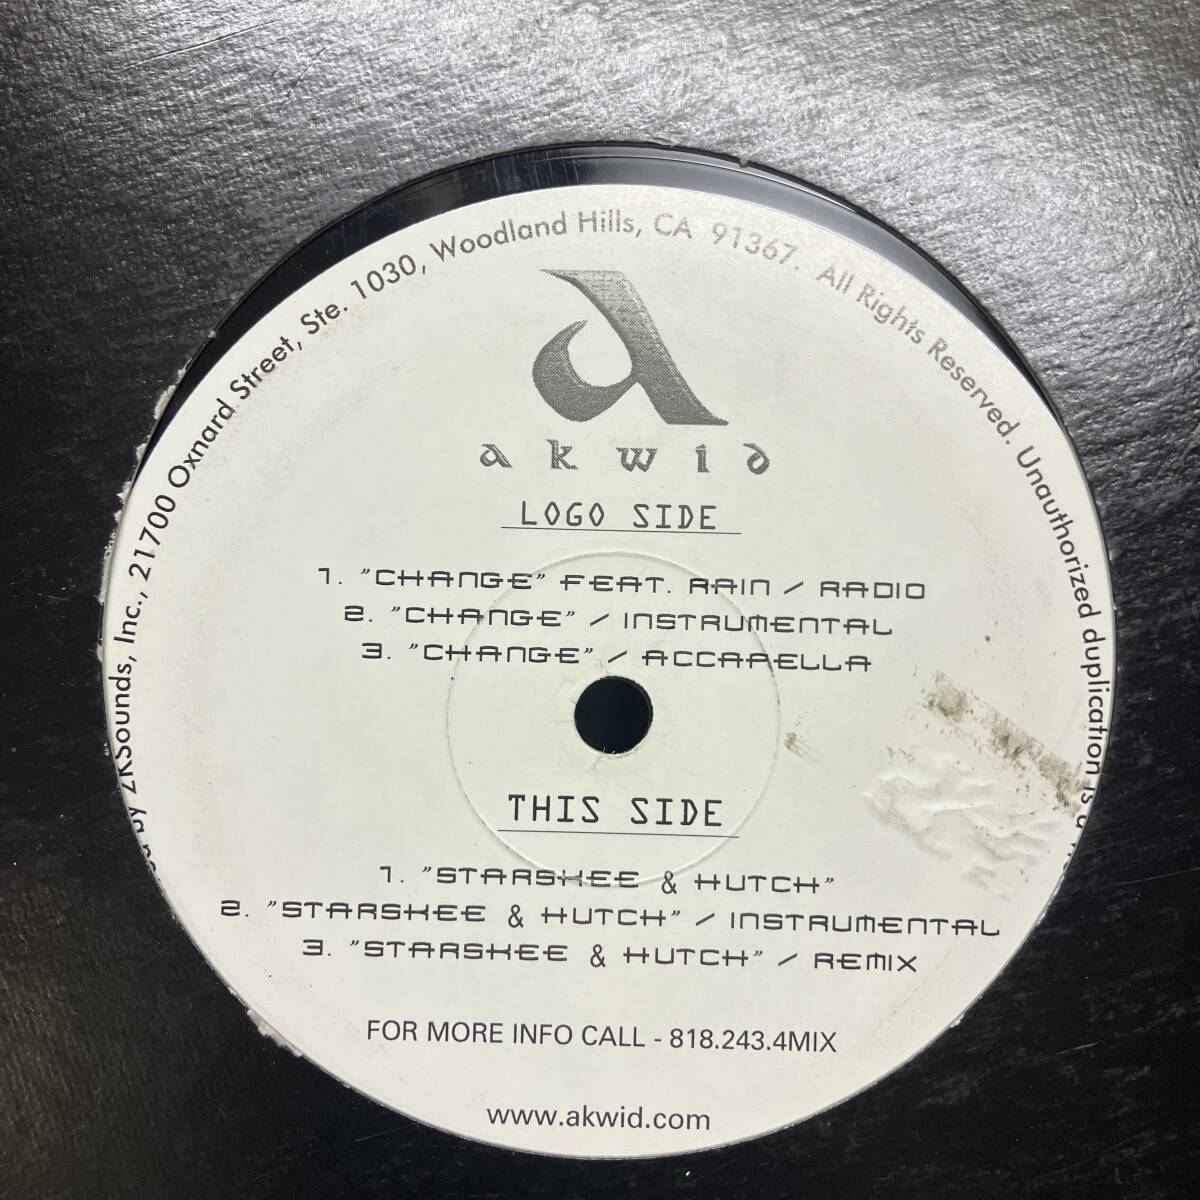 by 2KSounds, Inc., 21700 Oxnard Street, Ste. 1030, Woodland Hills, CA 91367. All Rights Reserved. Unauthorized duplication is a
akwid
LOGO SIDE
1. "CHANGE" FEAT. RAIN / RADIO
2. "CHANGE" / INSTRUMENTAL
3. "CHANGE" / ACCAPELLA
THIS SIDE
1. "STARSKEE & HUTCH"
2. "STARSKEE & HUTCH" / INSTRUMENTAL
3. "STARSKEE & HUTCH" / REMIX
FOR MORE INFO CALL - 818.243.4MIX
www.akwid.com